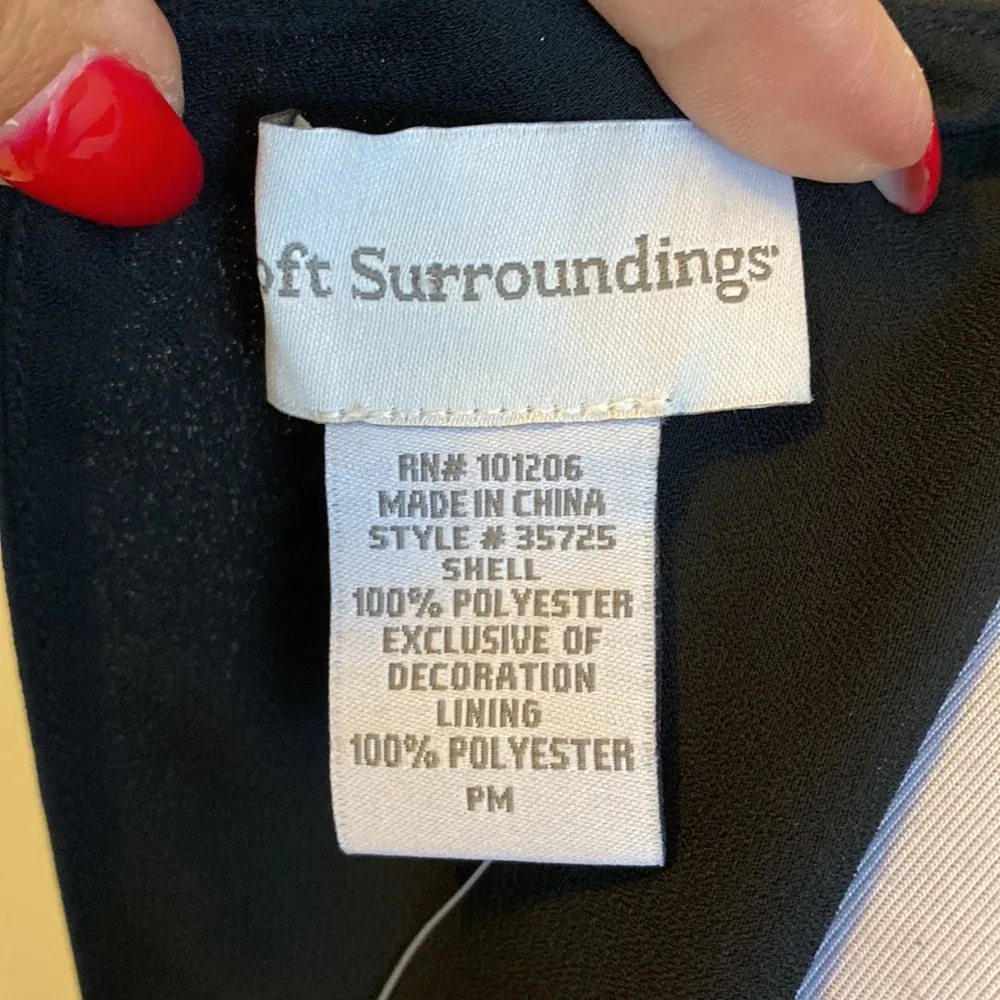 oft Surroundings
RN# 101206
MADE IN CHINA
STYLE # 35725
SHELL
100% POLYESTER
EXCLUSIVE OF
DECORATION
LINING
100% POLYESTER
PM